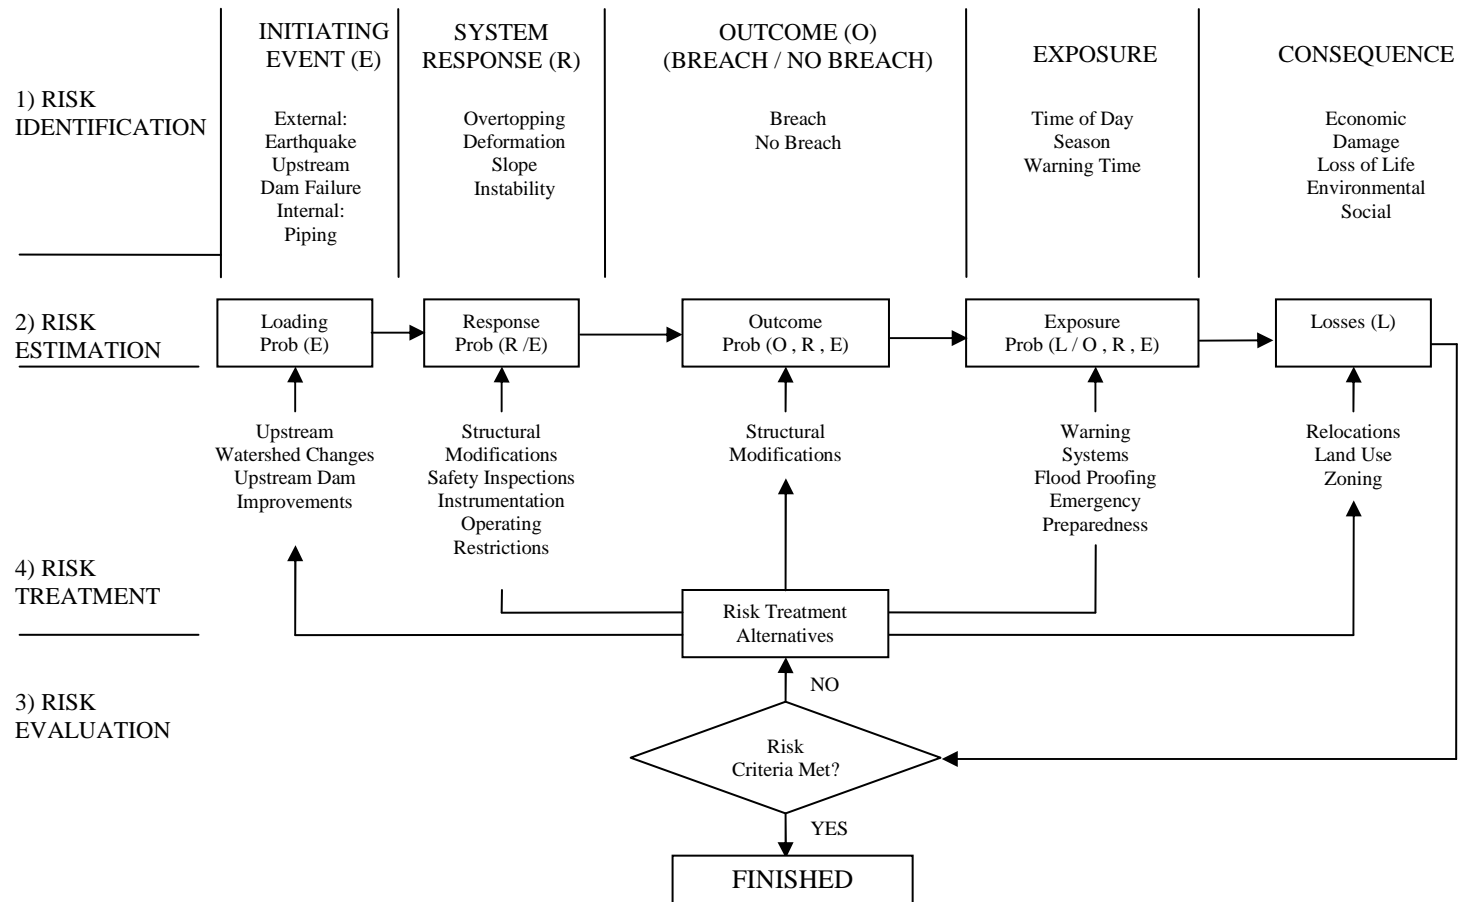 INITIATING
EVENT (E)
SYSTEM
RESPONSE (R)
OUTCOME (O)
(BREACH / NO BREACH)
EXPOSURE
CONSEQUENCE
1) RISK
IDENTIFICATION
External:
Earthquake
Upstream
Dam Failure
Internal:
Piping
Overtopping
Deformation
Slope
Instability
Breach
No Breach
Time of Day
Season
Warning Time
Economic
Damage
Loss of Life
Environmental
Social
2) RISK
ESTIMATION
Loading
Prob (E)
Response
Prob (R /E)
Outcome
Prob (O , R , E)
Exposure
Prob (L / O , R , E)
Losses (L)
Upstream
Watershed Changes
Upstream Dam
Improvements
Structural
Modifications
Safety Inspections
Instrumentation
Operating
Restrictions
Structural
Modifications
Warning
Systems
Flood Proofing
Emergency
Preparedness
Relocations
Land Use
Zoning
4) RISK
TREATMENT
Risk Treatment
Alternatives
3) RISK
EVALUATION
NO
Risk
Criteria Met?
YES
FINISHED